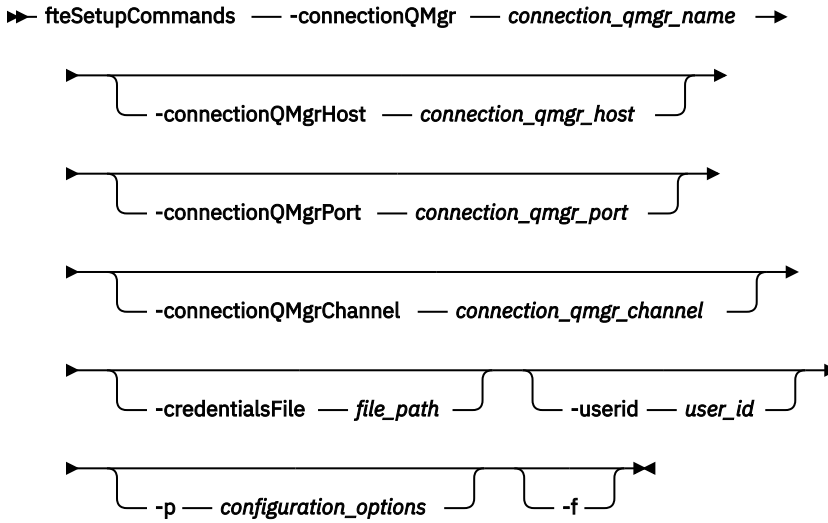 fteSetupCommands -connectionQMgr connection_qmgr_name
-connectionQMgrHost connection_qmgr_host
-connectionQMgrPort connection_qmgr_port
-connectionQMgrChannel connection_qmgr_channel
-credentialsFile file_path -userid user_id
-p configuration_options -f